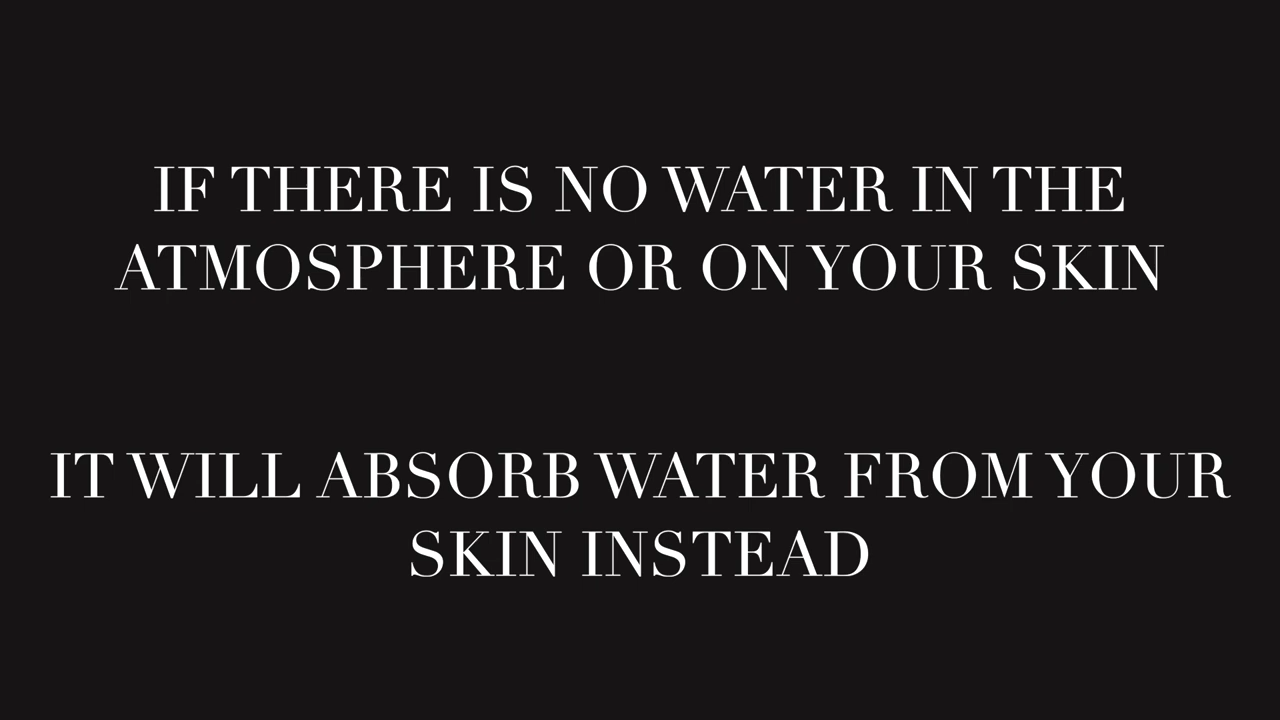 IF THERE IS NO WATER IN THE
ATMOSPHERE OR ON YOUR SKIN
IT WILL ABSORB WATER FROM YOUR
SKIN INSTEAD